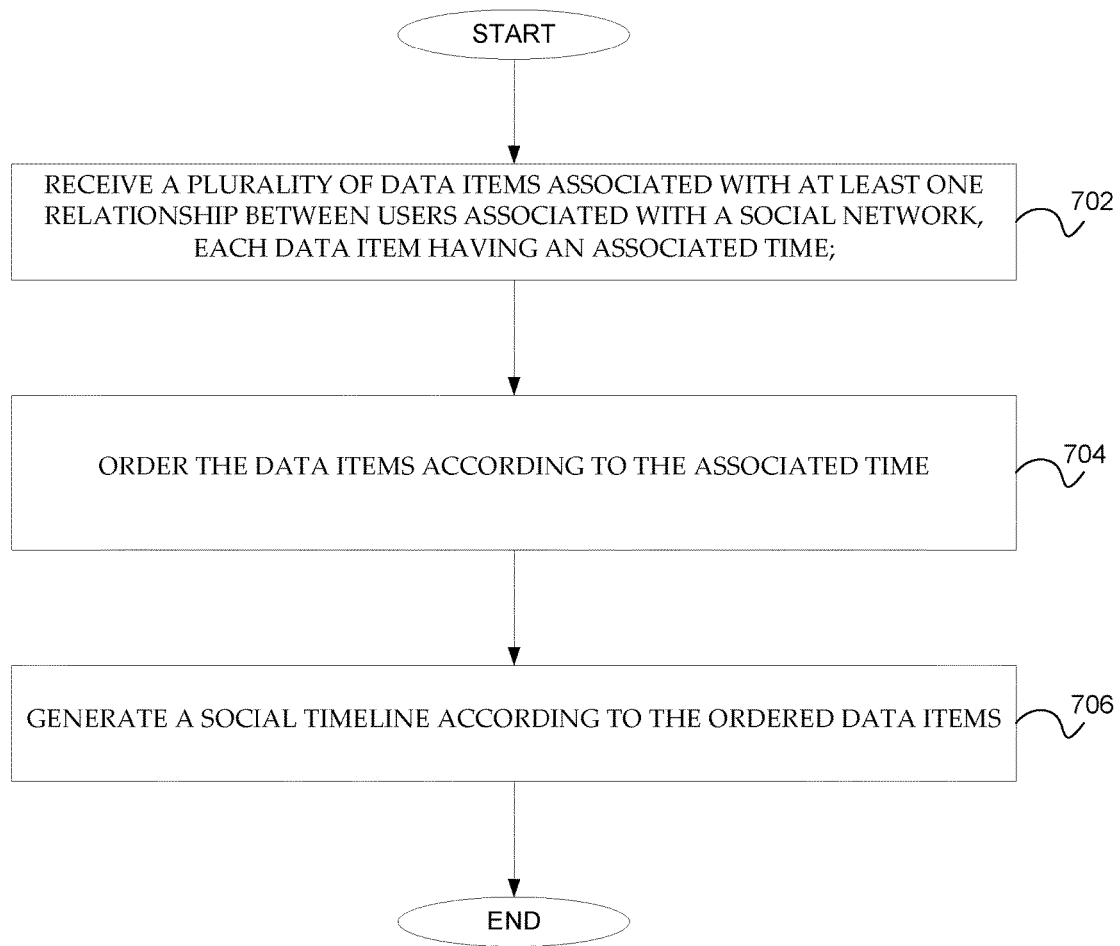 START
RECEIVE A PLURALITY OF DATA ITEMS ASSOCIATED WITH AT LEAST ONE
RELATIONSHIP BETWEEN USERS ASSOCIATED WITH A SOCIAL NETWORK,
EACH DATA ITEM HAVING AN ASSOCIATED TIME;
702
ORDER THE DATA ITEMS ACCORDING TO THE ASSOCIATED TIME
704
GENERATE A SOCIAL TIMELINE ACCORDING TO THE ORDERED DATA ITEMS
706
END